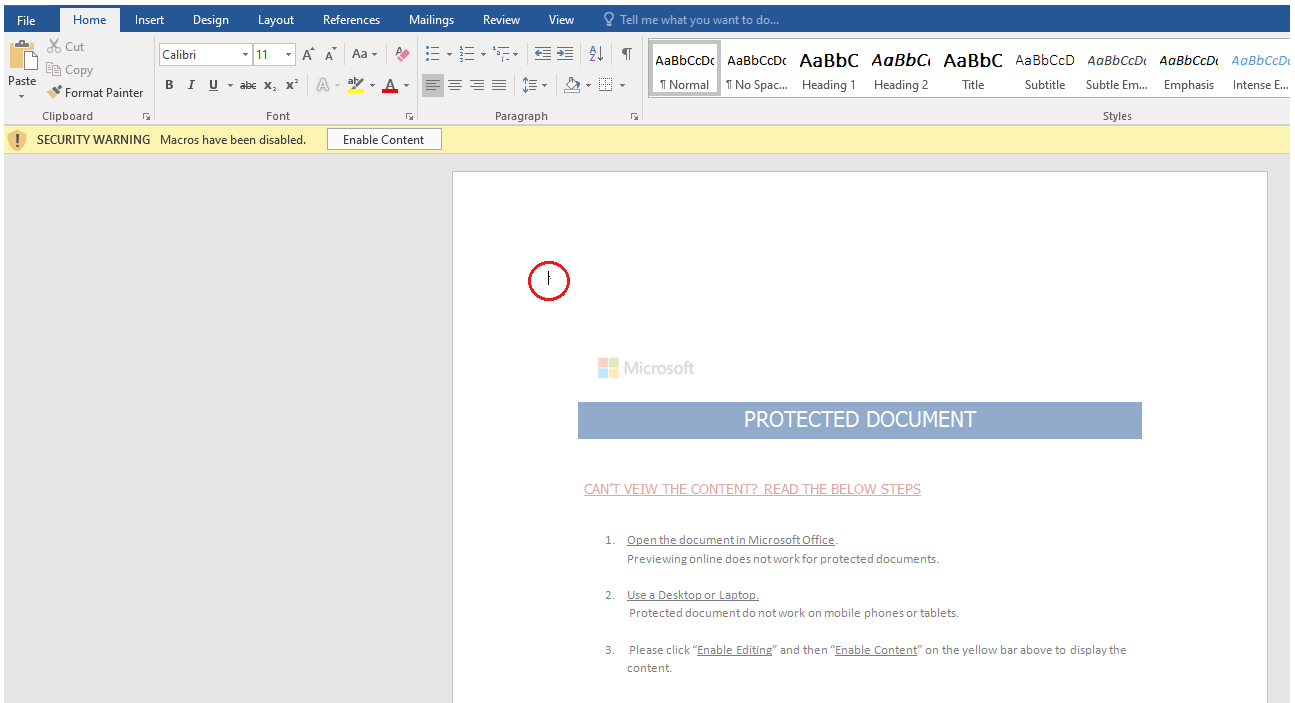 File Home Insert Design Layout References Mailings Review View Tell me what you want to do...
Cut
Copy
Paste
Format Painter
Clipboard
Calibri 11
Aa
B I U abc X₂ X²
A ab A
Font
A Z ¶
Paragraph
AaBbCcDc AaBbCcDc AaBbC AaBbC AaBbC AaBbCcD AaBbCcDc AaBbCcDc AaBbCcDc
¶ Normal ¶ No Spac... Heading 1 Heading 2 Title Subtitle Subtle Em... Emphasis Intense E...
Styles
SECURITY WARNING Macros have been disabled. Enable Content
Microsoft
PROTECTED DOCUMENT
CAN'T VEIW THE CONTENT? READ THE BELOW STEPS
1. Open the document in Microsoft Office.
Previewing online does not work for protected documents.
2. Use a Desktop or Laptop.
Protected document do not work on mobile phones or tablets.
3. Please click “Enable Editing” and then “Enable Content” on the yellow bar above to display the
content.